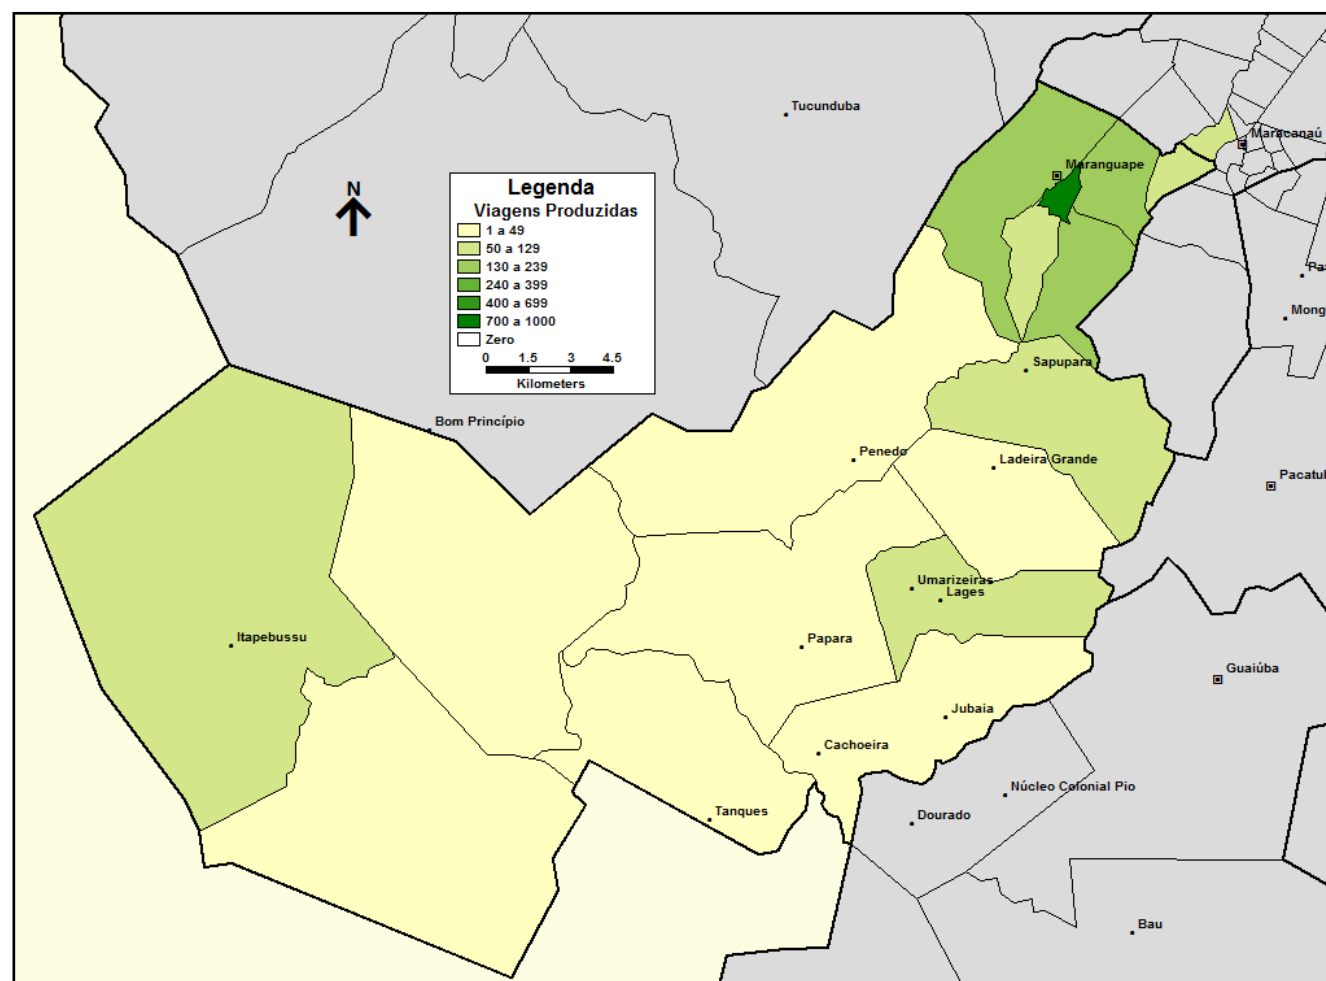 Tucunduba
Maracanaú
Maranguape
N
Legenda
Viagens Produzidas
1 a 49
50 a 129
130 a 239
240 a 399
400 a 699
700 a 1000
Zero
0 1.5 3 4.5
Kilometers
Sapupara
Bom Princípio
Penedo
Ladeira Grande
Umarizeiras
Lages
Itapebussu
Papara
Guaiúba
Jubaia
Cachoeira
Núcleo Colonial Pio
Tanques
Dourado
Bau
Mong
Pacatul